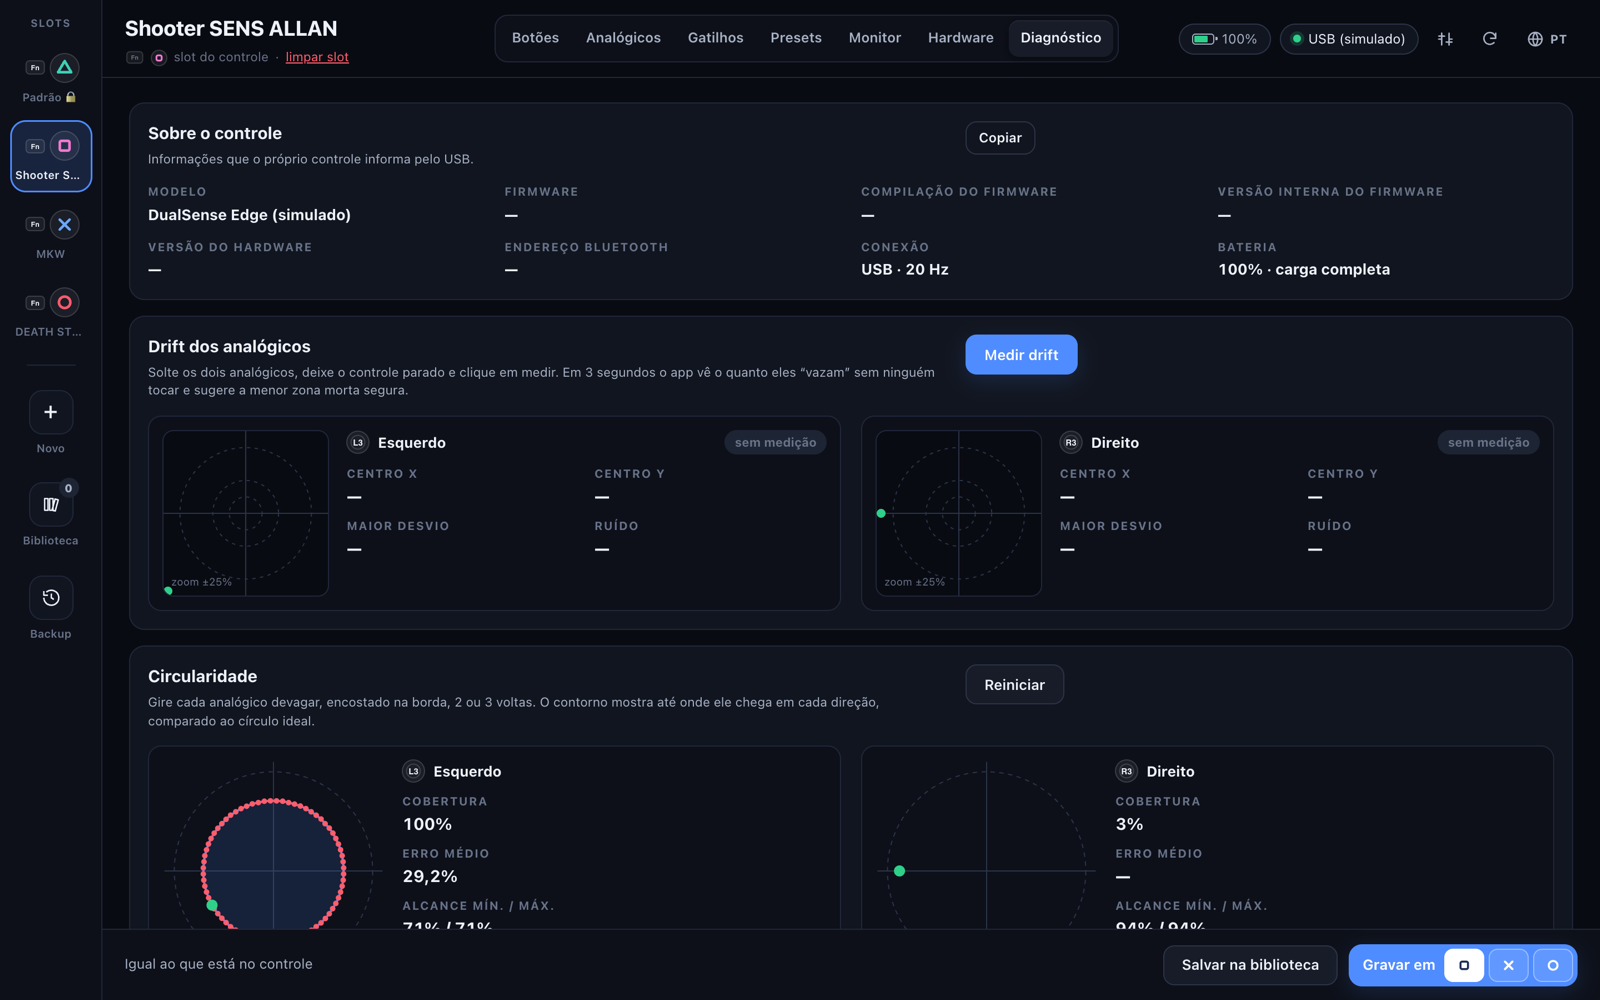 SLOTS
Fn
Padrão
Fn
Shooter S...
Fn
MKW
Fn
DEATH ST...
Novo
0
Biblioteca
Backup
Shooter SENS ALLAN
Fn slot do controle · limpar slot
Botões Analógicos Gatilhos Presets Monitor Hardware Diagnóstico
100% USB (simulado) PT
Sobre o controle
Informações que o próprio controle informa pelo USB.
Copiar
MODELO FIRMWARE COMPILAÇÃO DO FIRMWARE VERSÃO INTERNA DO FIRMWARE
DualSense Edge (simulado) — — —
VERSÃO DO HARDWARE ENDEREÇO BLUETOOTH CONEXÃO BATERIA
— — USB · 20 Hz 100% · carga completa
Drift dos analógicos
Solte os dois analógicos, deixe o controle parado e clique em medir. Em 3 segundos o app vê o quanto eles “vazam” sem ninguém
tocar e sugere a menor zona morta segura.
Medir drift
L3 Esquerdo sem medição
CENTRO X CENTRO Y
— —
MAIOR DESVIO RUÍDO
— —
zoom ±25%
R3 Direito sem medição
CENTRO X CENTRO Y
— —
MAIOR DESVIO RUÍDO
— —
zoom ±25%
Circularidade
Gire cada analógico devagar, encostado na borda, 2 ou 3 voltas. O contorno mostra até onde ele chega em cada direção,
comparado ao círculo ideal.
Reiniciar
L3 Esquerdo
COBERTURA
100%
ERRO MÉDIO
29,2%
ALCANCE MÍN. / MÁX.
71% / 71%
R3 Direito
COBERTURA
3%
ERRO MÉDIO
—
ALCANCE MÍN. / MÁX.
94% / 94%
Igual ao que está no controle
Salvar na biblioteca
Gravar em